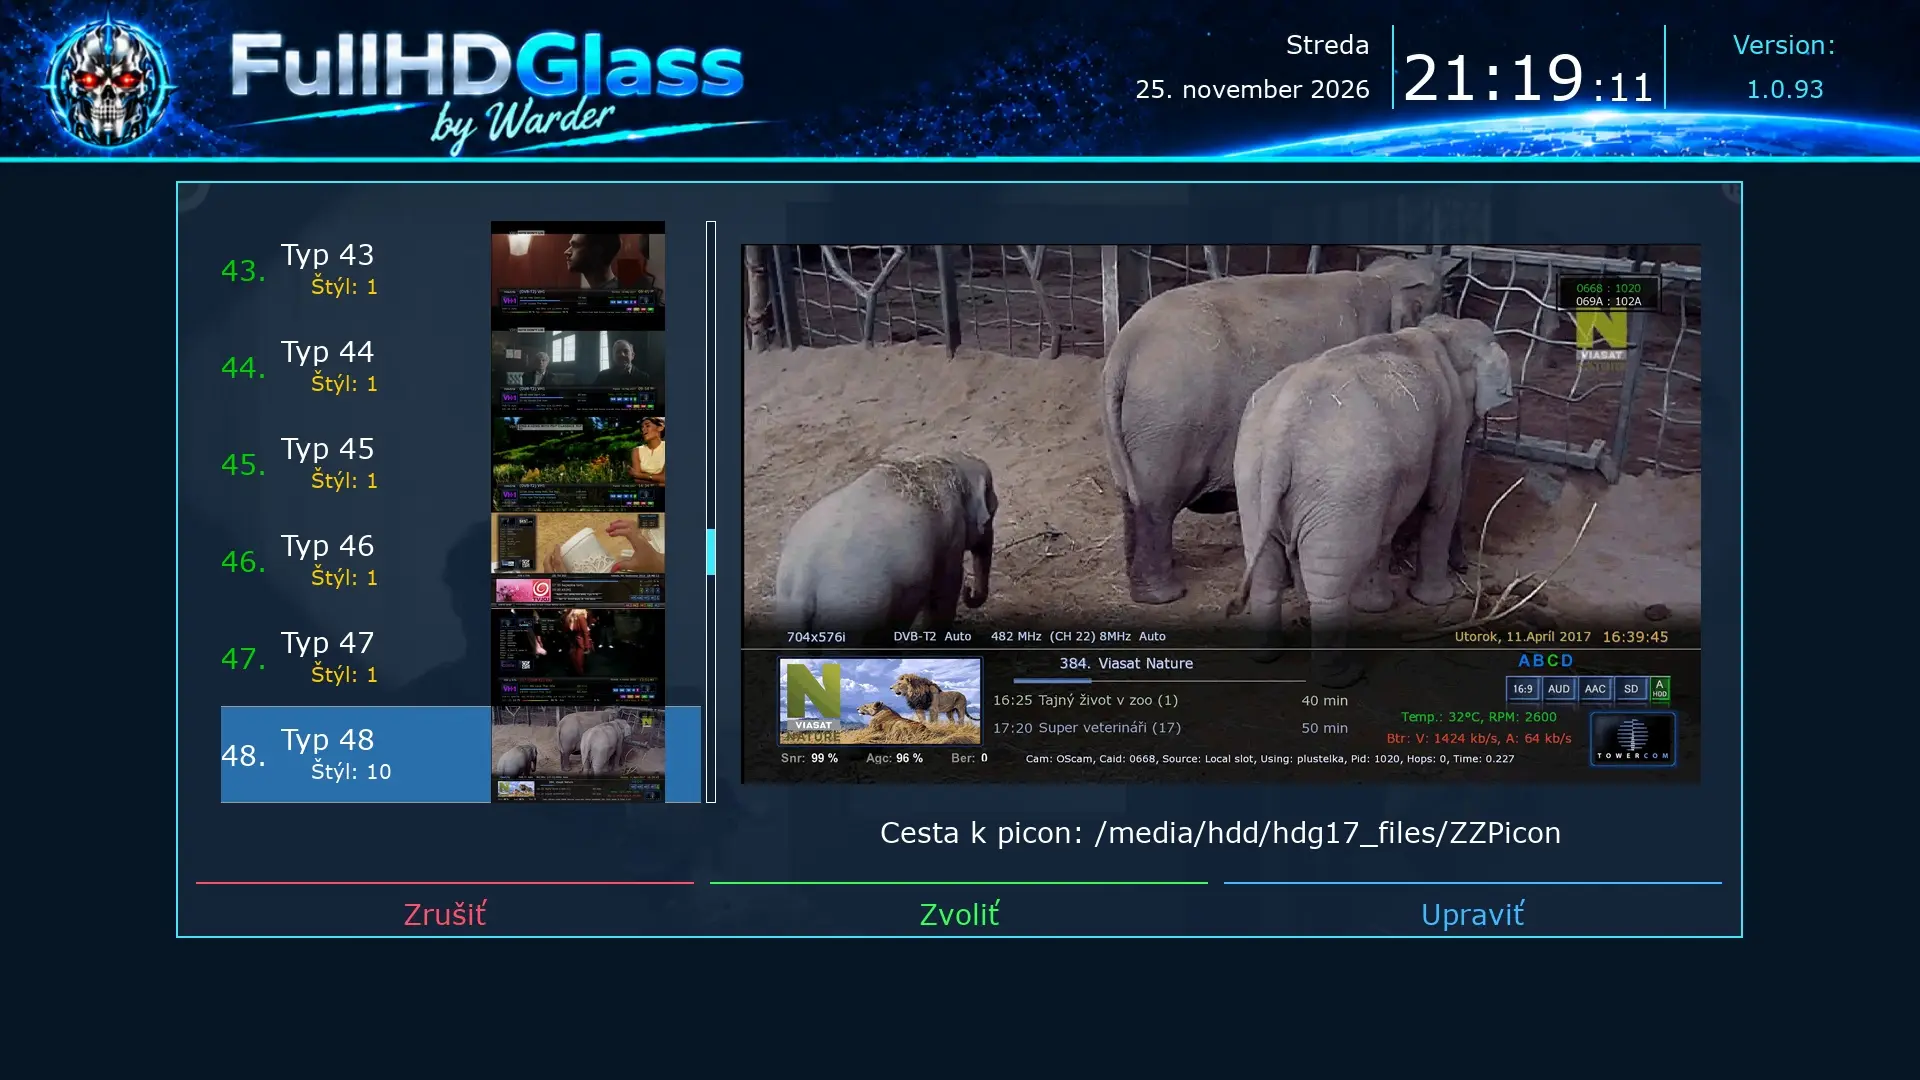 FullHDGlass
by Warder
Streda
25. november 2026
21:19:11
Version:
1.0.93
43.
Typ 43
Štýl: 1
44.
Typ 44
Štýl: 1
45.
Typ 45
Štýl: 1
46.
Typ 46
Štýl: 1
47.
Typ 47
Štýl: 1
48.
Typ 48
Štýl: 10
0668 : 1020
069A : 102A
N
VIASAT
NATURE
704x576i
DVB-T2 Auto 482 MHz (CH 22) 8MHz Auto
Utorok, 11.Apríl 2017 16:39:45
384. Viasat Nature
ABCD
16:9 AUD AAC SD A HDD
N
VIASAT
NATURE
16:25 Tajný život v zoo (1) 40 min
17:20 Super veterinári (17) 50 min
Temp.: 32ºC, RPM: 2600
Btr: V: 1424 kb/s, A: 64 kb/s
TOWERCOM
Snr: 99 % Agc: 96 % Ber: 0
Cam: OScam, Caid: 0668, Source: Local slot, Using: plustelka, Pid: 1020, Hops: 0, Time: 0.227
Cesta k picon: /media/hdd/hdg17_files/ZZPicon
Zrušiť
Zvoliť
Upraviť